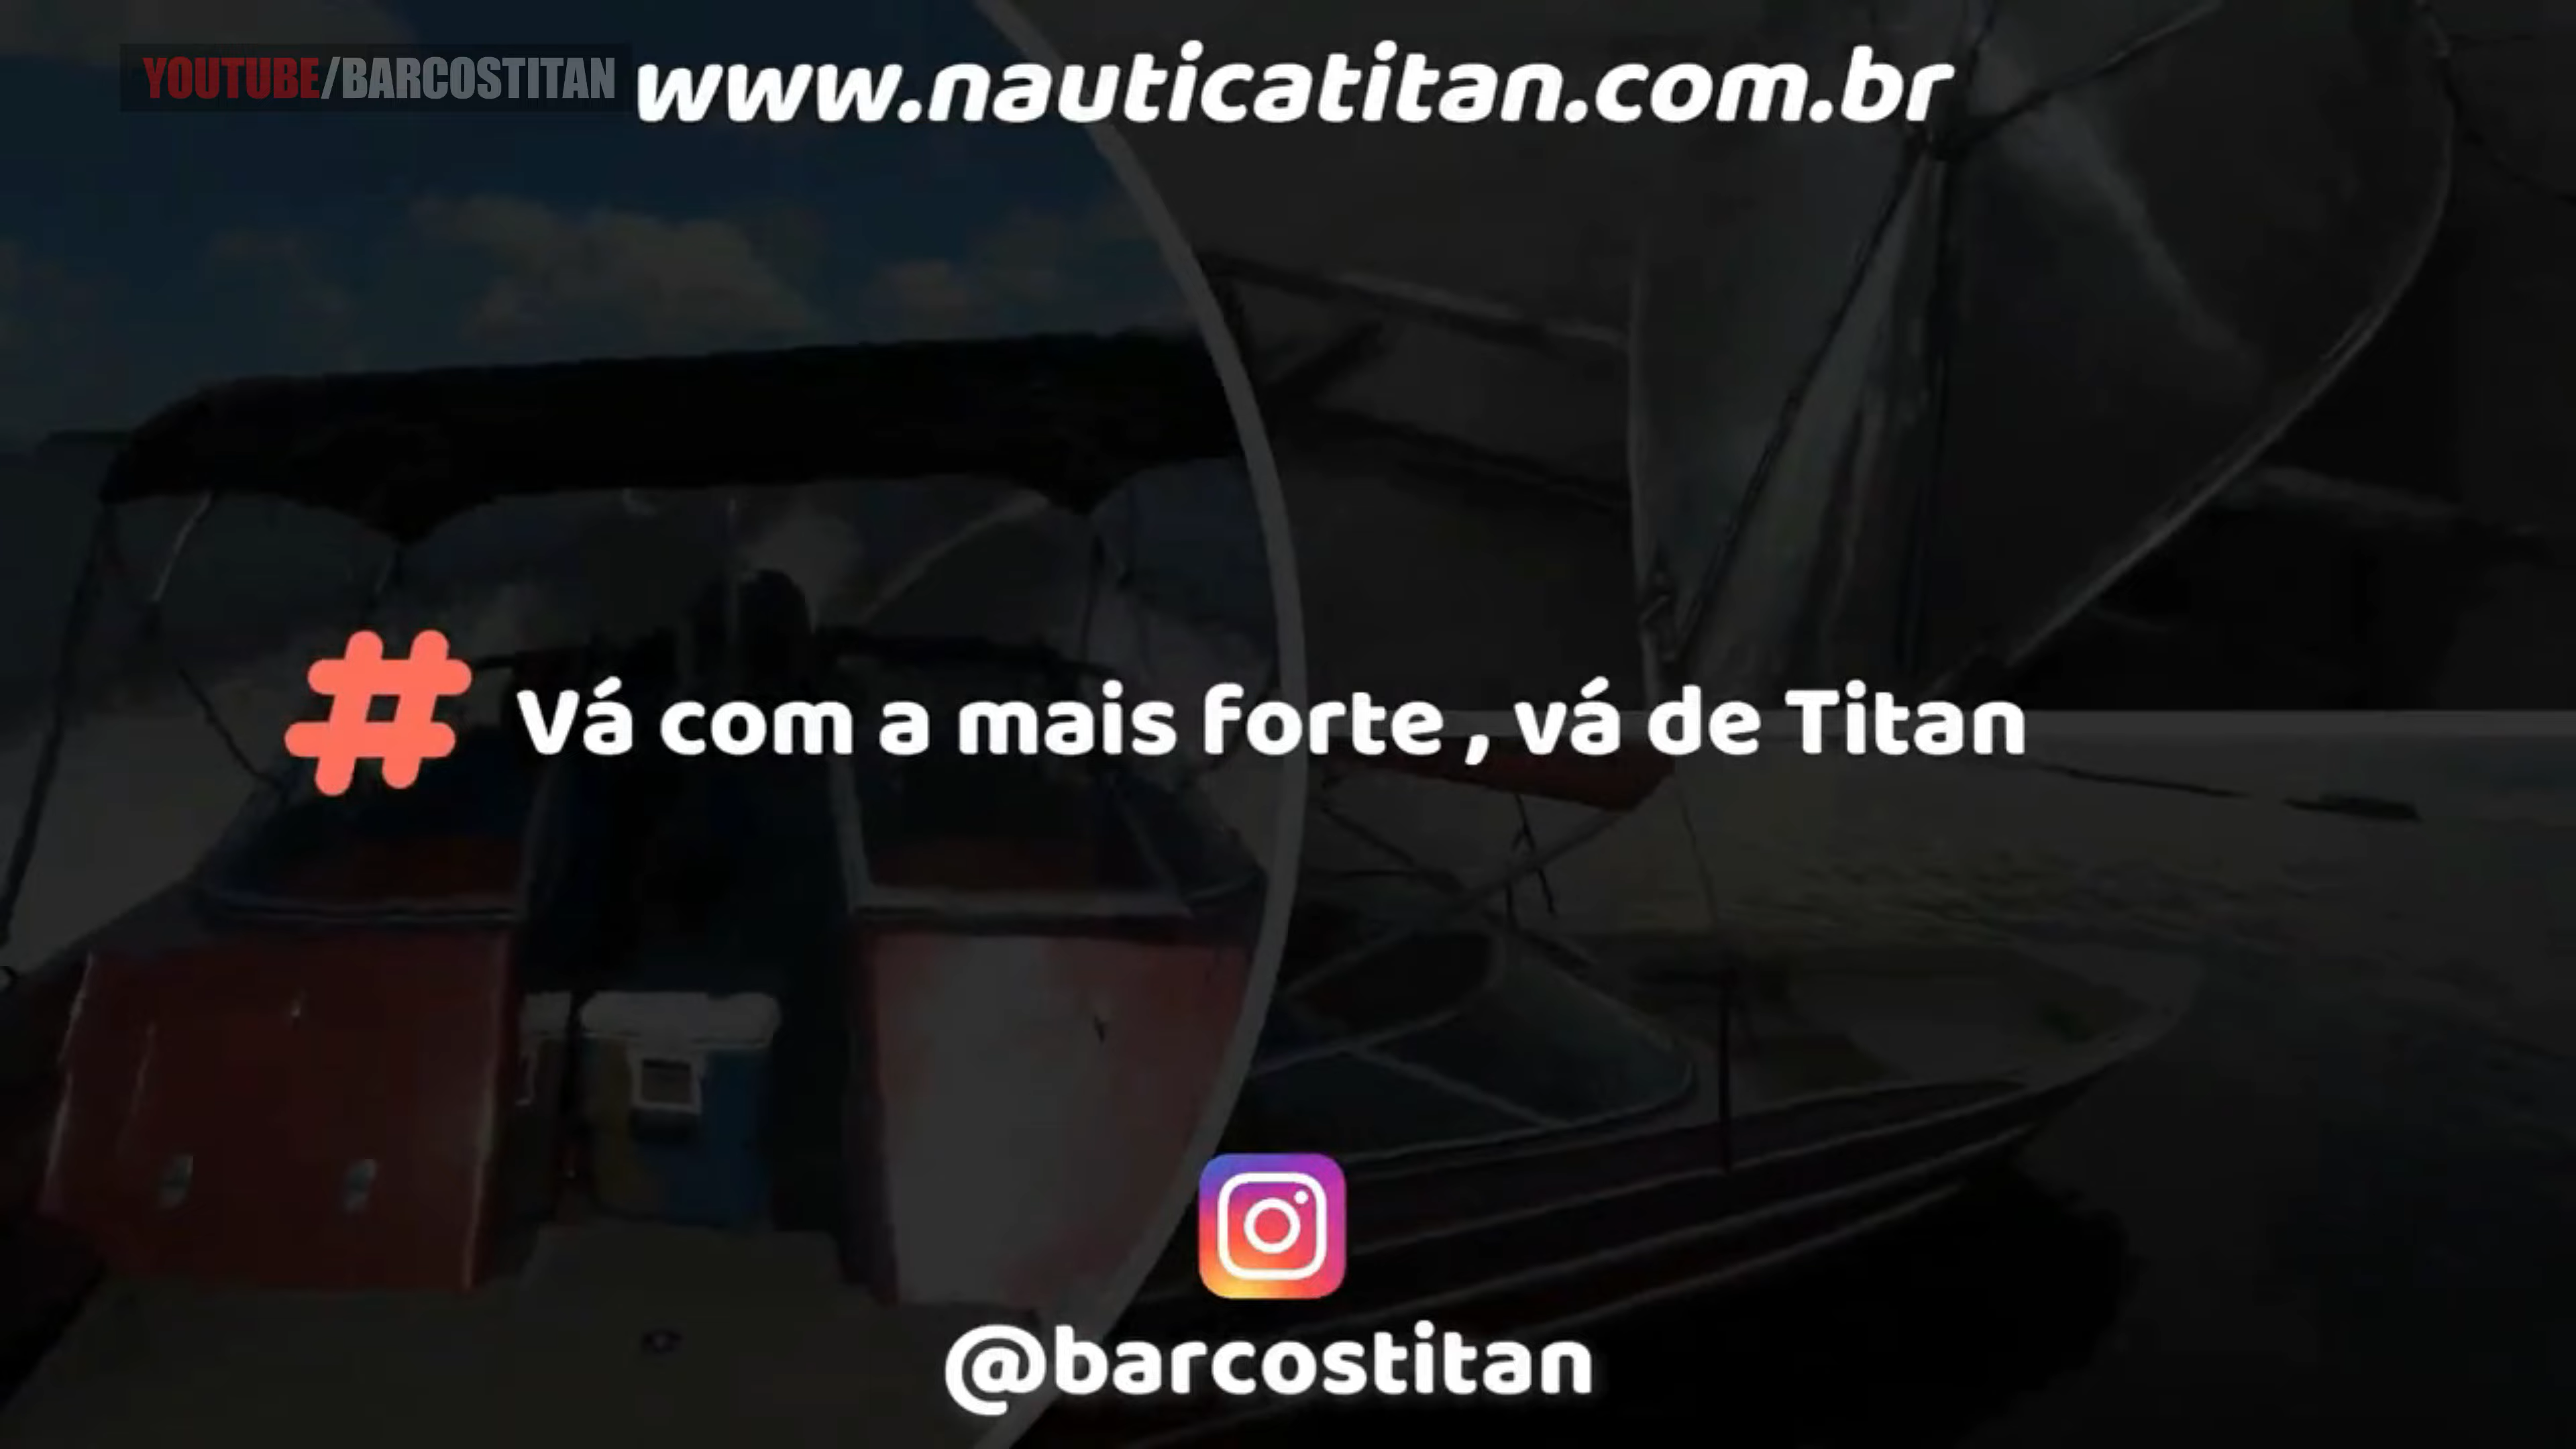 YOUTUBE/BARCOSTITAN
www.nauticatitan.com.br
# Vá com a mais forte , vá de Titan
@barcostitan